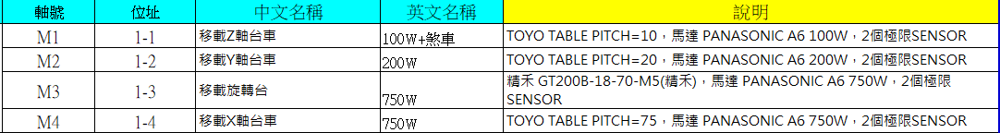 軸號 位址 中文名稱 英文名稱 說明
M1 1-1 移載Z軸台車 100W+煞車 TOYO TABLE PITCH=10，馬達 PANASONIC A6 100W，2個極限SENSOR
M2 1-2 移載Y軸台車 200W TOYO TABLE PITCH=20，馬達 PANASONIC A6 200W，2個極限SENSOR
M3 1-3 移載旋轉台 750W 精禾 GT200B-18-70-M5(精禾)，馬達 PANASONIC A6 750W，2個極限
SENSOR
M4 1-4 移載X軸台車 750W TOYO TABLE PITCH=75，馬達 PANASONIC A6 750W，2個極限SENSOR